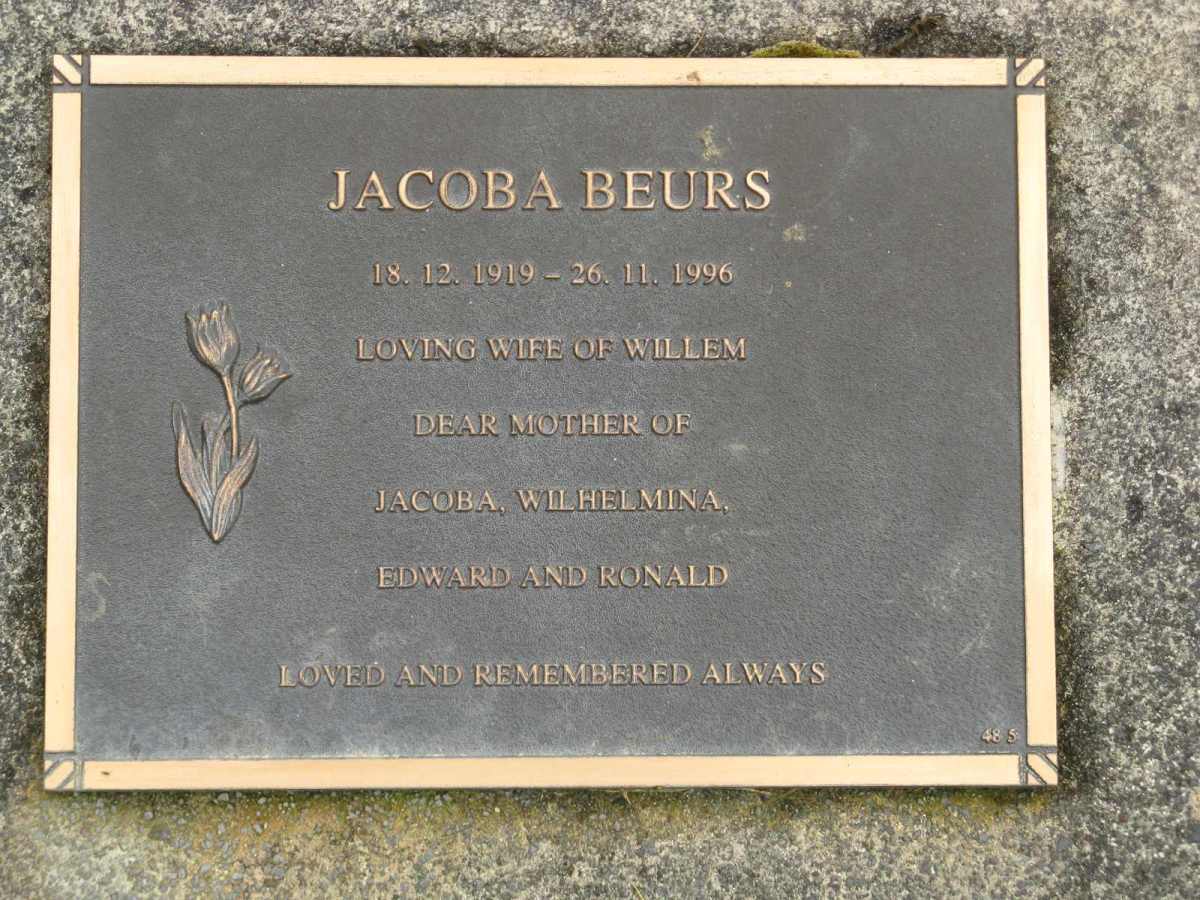 JACOBA BEURS
18. 12. 1919 – 26. 11. 1996
LOVING WIFE OF WILLEM
DEAR MOTHER OF
JACOBA, WILHELMINA,
EDWARD AND RONALD
LOVED AND REMEMBERED ALWAYS
48 5